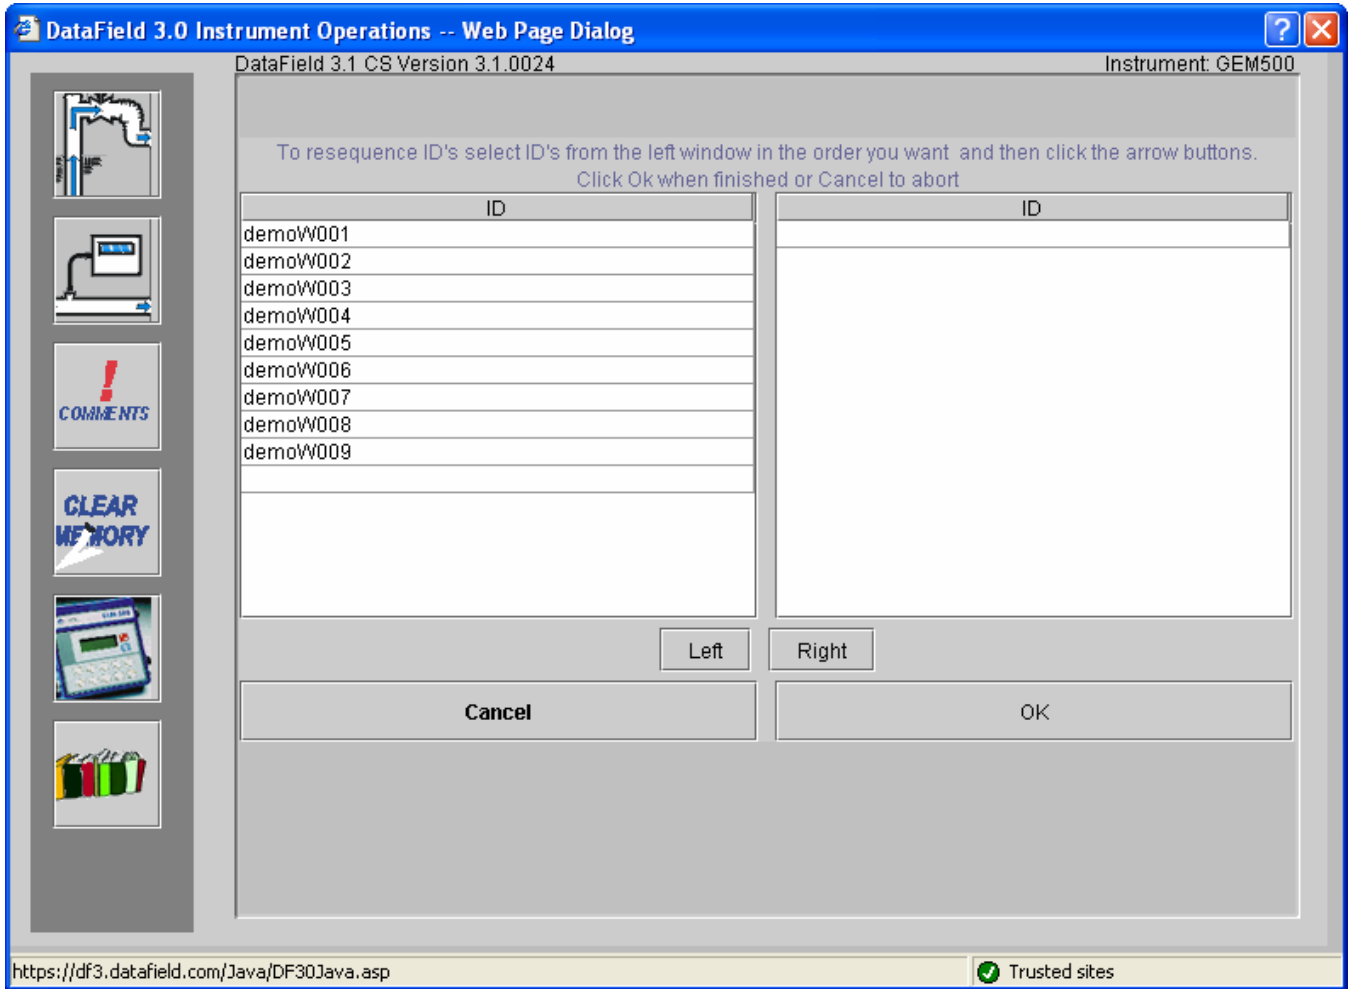 DataField 3.0 Instrument Operations -- Web Page Dialog
DataField 3.1 CS Version 3.1.0024 Instrument: GEM500
To resequence ID's select ID's from the left window in the order you want and then click the arrow buttons.
Click Ok when finished or Cancel to abort
ID ID
demoW001
demoW002
demoW003
demoW004
demoW005
demoW006
demoW007
demoW008
demoW009
!
COMMENTS
CLEAR
MEMORY
Left Right
Cancel OK
https://df3.datafield.com/Java/DF30Java.asp Trusted sites